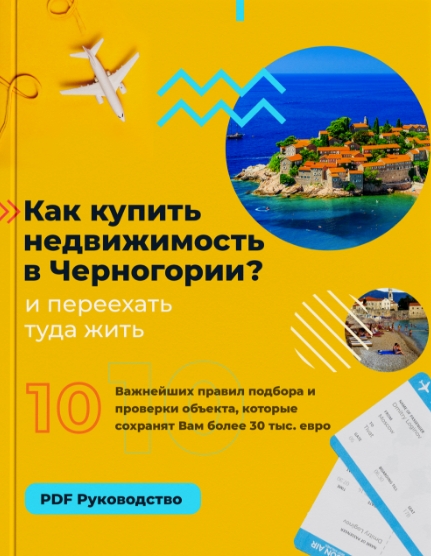 Как купить
недвижимость
в Черногории?
и переехать
туда жить
10
Важнейших правил подбора и
проверки объекта, которые
сохранят Вам более 30 тыс. евро
PDF Руководство